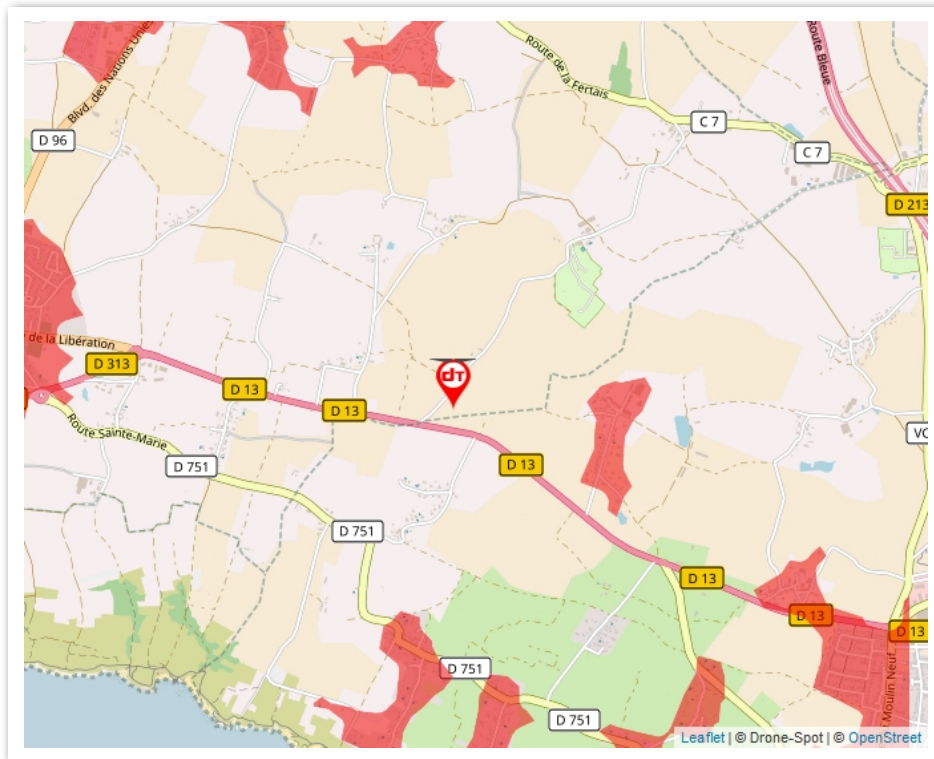 Blvd. des Nations Unies
Route de la Fertais
Route Bleue
D 96
C 7
C 7
D 213
de la Libération
D 313
D 13
dT
D 13
Route Sainte-Marie
VC
D 751
D 13
D 751
D 13
D 13
D 13
D 751
Moulin Neuf
D 751
Leaflet | © Drone-Spot | © OpenStreet